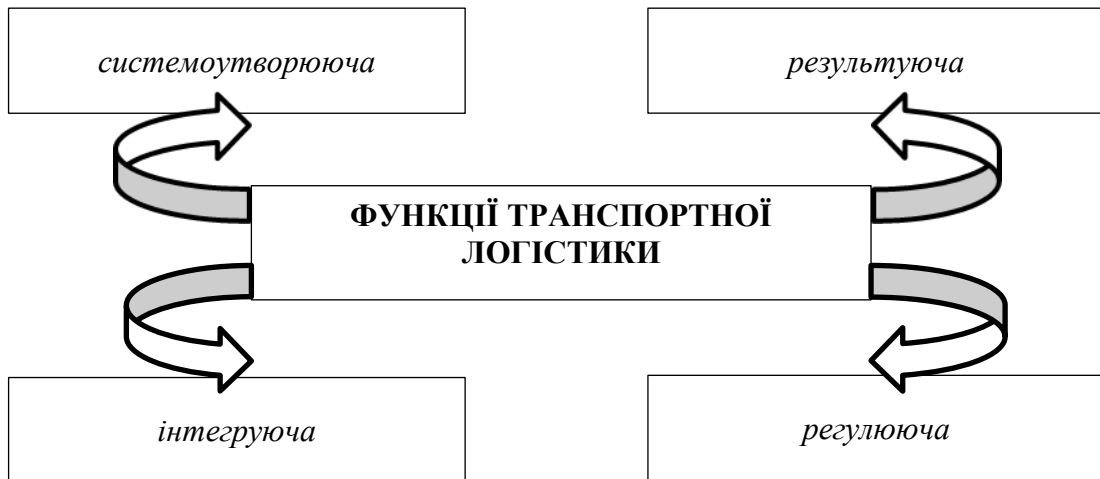 системоутворююча
результуюча
ФУНКЦІЇ ТРАНСПОРТНОЇ
ЛОГІСТИКИ
інтегруюча
регулююча